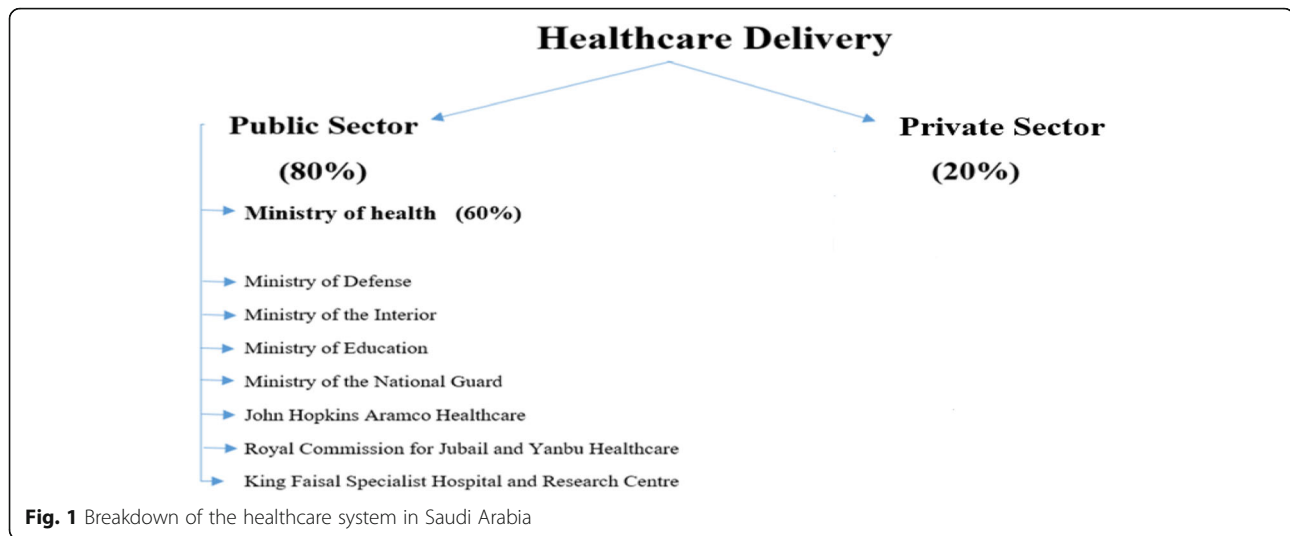 Healthcare Delivery
Public Sector
(80%)
Private Sector
(20%)
Ministry of health (60%)
Ministry of Defense
Ministry of the Interior
Ministry of Education
Ministry of the National Guard
John Hopkins Aramco Healthcare
Royal Commission for Jubail and Yanbu Healthcare
King Faisal Specialist Hospital and Research Centre
Fig. 1 Breakdown of the healthcare system in Saudi Arabia